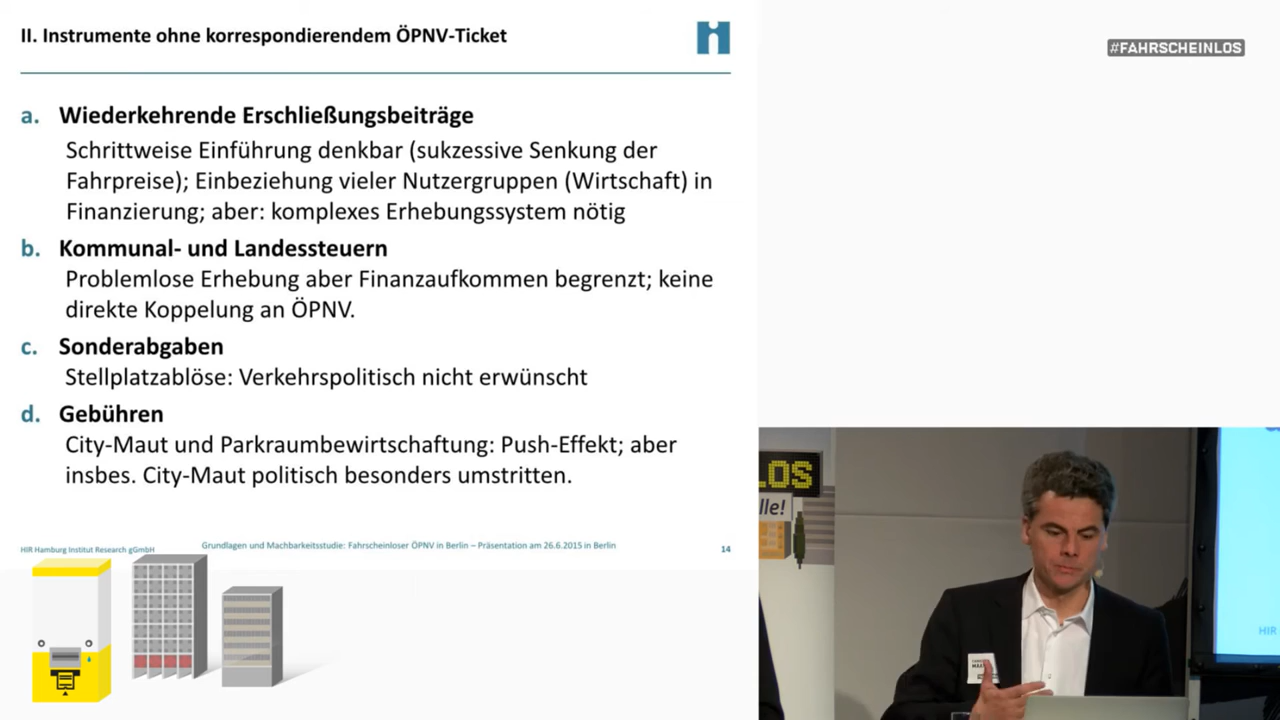 II. Instrumente ohne korrespondierendem ÖPNV-Ticket
#FAHRSCHEINLOS
a. Wiederkehrende Erschließungsbeiträge
Schrittweise Einführung denkbar (sukzessive Senkung der
Fahrpreise); Einbeziehung vieler Nutzergruppen (Wirtschaft) in
Finanzierung; aber: komplexes Erhebungssystem nötig
b. Kommunal- und Landessteuern
Problemlose Erhebung aber Finanzaufkommen begrenzt; keine
direkte Koppelung an ÖPNV.
c. Sonderabgaben
Stellplatzablöse: Verkehrspolitisch nicht erwünscht
d. Gebühren
City-Maut und Parkraumbewirtschaftung: Push-Effekt; aber
insbes. City-Maut politisch besonders umstritten.
HIR Hamburg Institut Research gGmbH
Grundlagen und Machbarkeitsstudie: Fahrscheinloser ÖPNV in Berlin – Präsentation am 26.6.2015 in Berlin
14
LOS
lle!
HIR